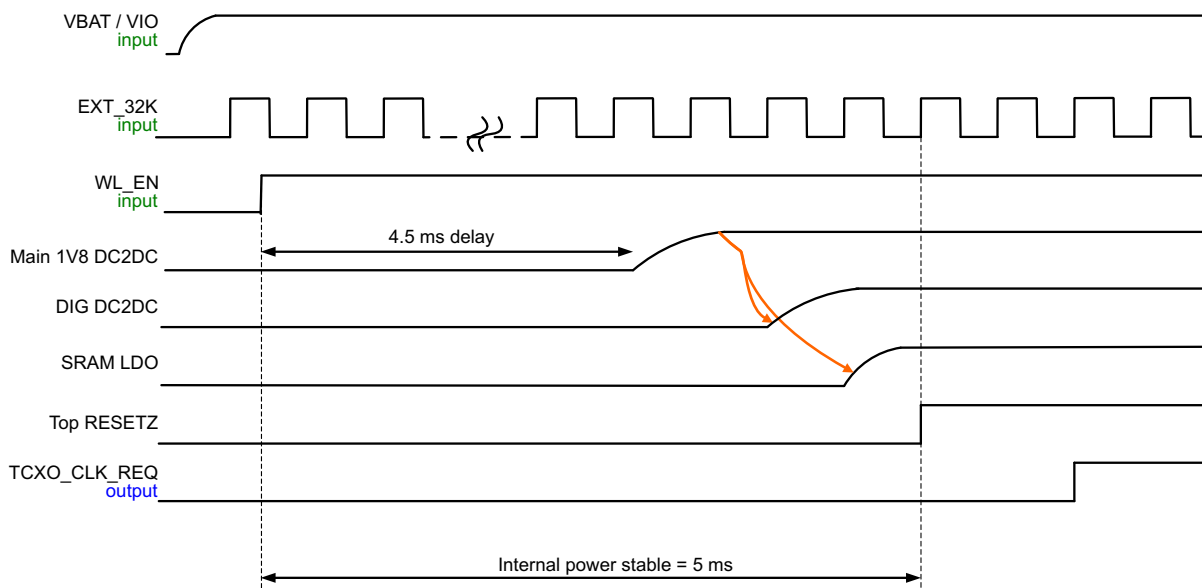 VBAT / VIO
input
EXT_32K
input
WL_EN
input
4.5 ms delay
Main 1V8 DC2DC
DIG DC2DC
SRAM LDO
Top RESETZ
TCXO_CLK_REQ
output
Internal power stable = 5 ms